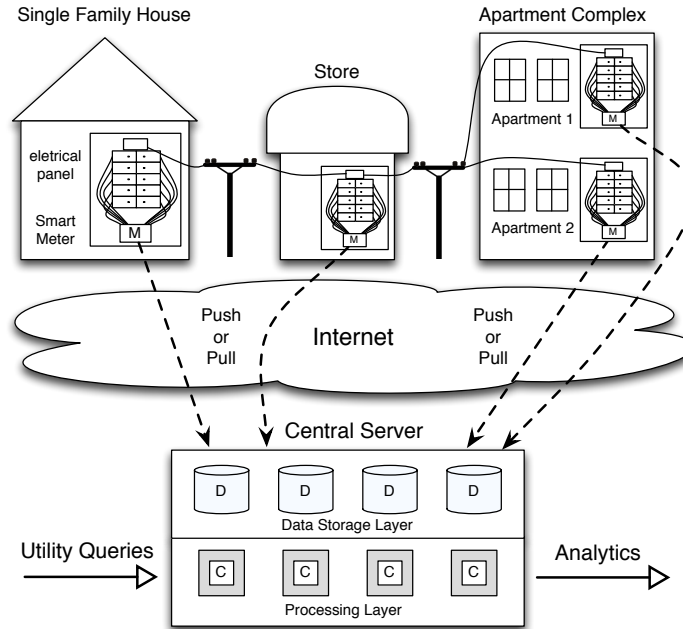 Single Family House
Apartment Complex
Store
eletrical
panel
Smart
Meter
M
M
Apartment 1
M
Apartment 2
M
Push
or
Pull
Internet
Push
or
Pull
Central Server
D
D
D
D
Data Storage Layer
Utility Queries
Analytics
C
C
C
C
Processing Layer